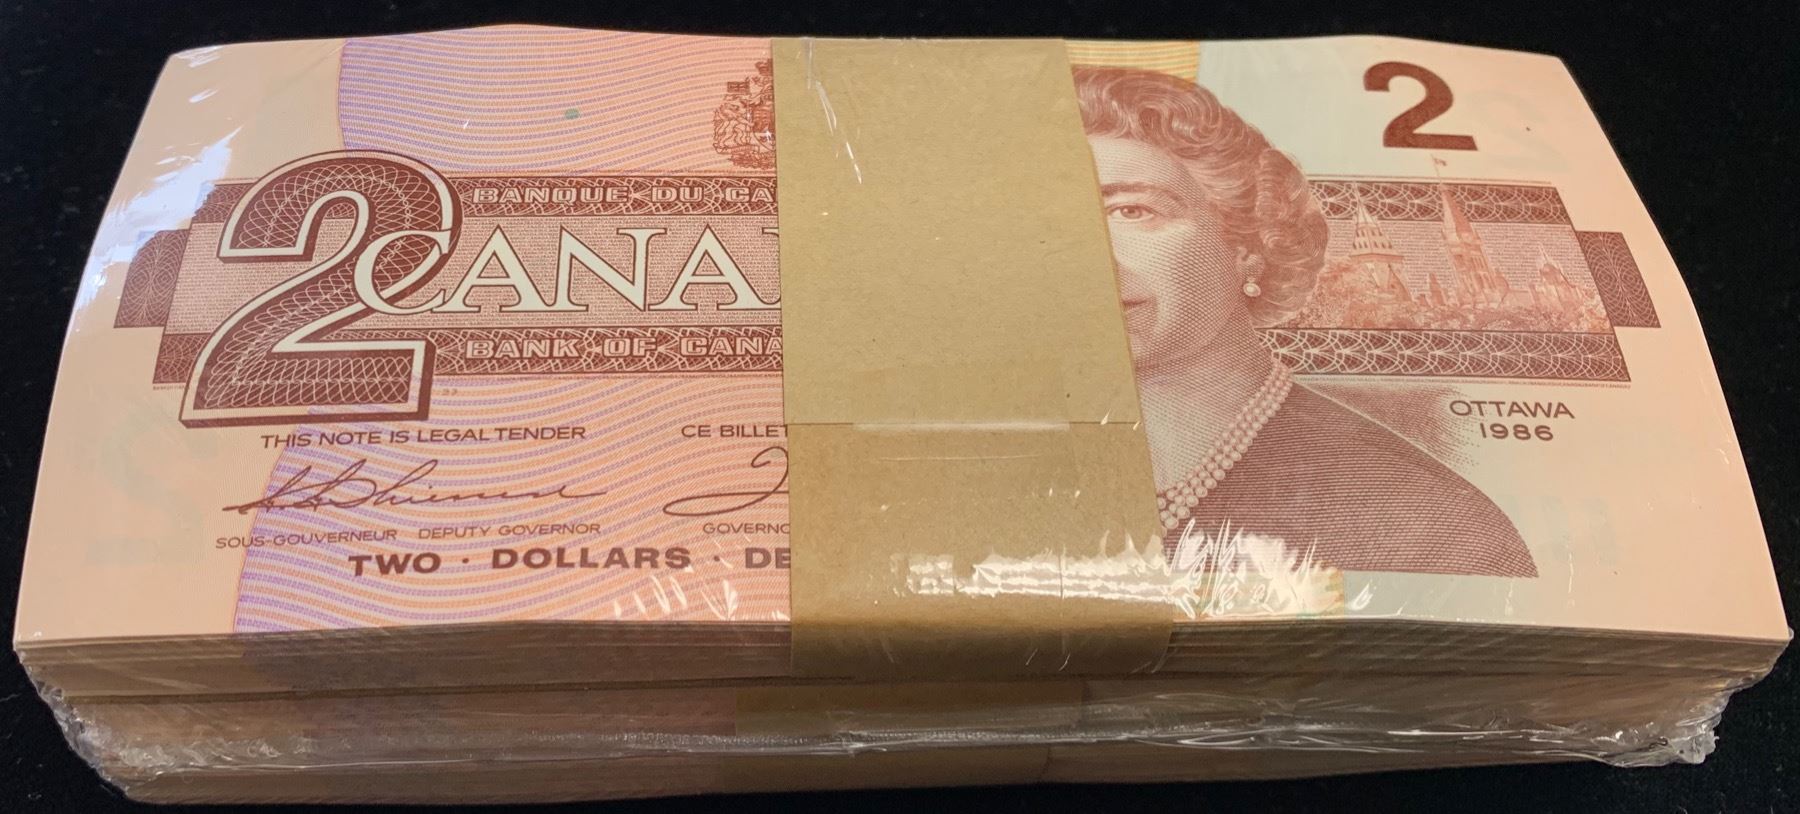 2
BANQUE DU CA
2 CANA
BANK OF CANA
THIS NOTE IS LEGAL TENDER CE BILLET
SOUS-GOUVERNEUR DEPUTY GOVERNOR GOVERNO
TWO · DOLLARS · DE
OTTAWA
1986